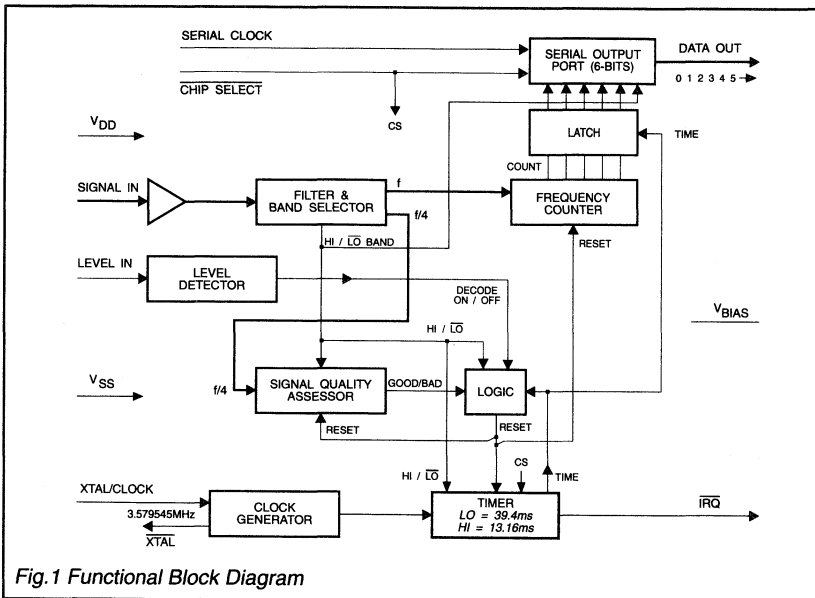 SERIAL CLOCK
SERIAL OUTPUT
PORT (6-BITS)
DATA OUT
0 1 2 3 4 5
CHIP SELECT
CS
VDD
LATCH
TIME
COUNT
SIGNAL IN
FILTER &
BAND SELECTOR
f
f/4
FREQUENCY
COUNTER
HI / LO BAND
RESET
LEVEL IN
LEVEL
DETECTOR
DECODE
ON / OFF
VBIAS
HI / LO
VSS
f/4
SIGNAL QUALITY
ASSESSOR
GOOD/BAD
LOGIC
RESET
RESET
CS
HI / LO
TIME
XTAL/CLOCK
3.579545MHz
XTAL
CLOCK
GENERATOR
TIMER
LO = 39.4ms
HI = 13.16ms
IRQ
Fig.1 Functional Block Diagram